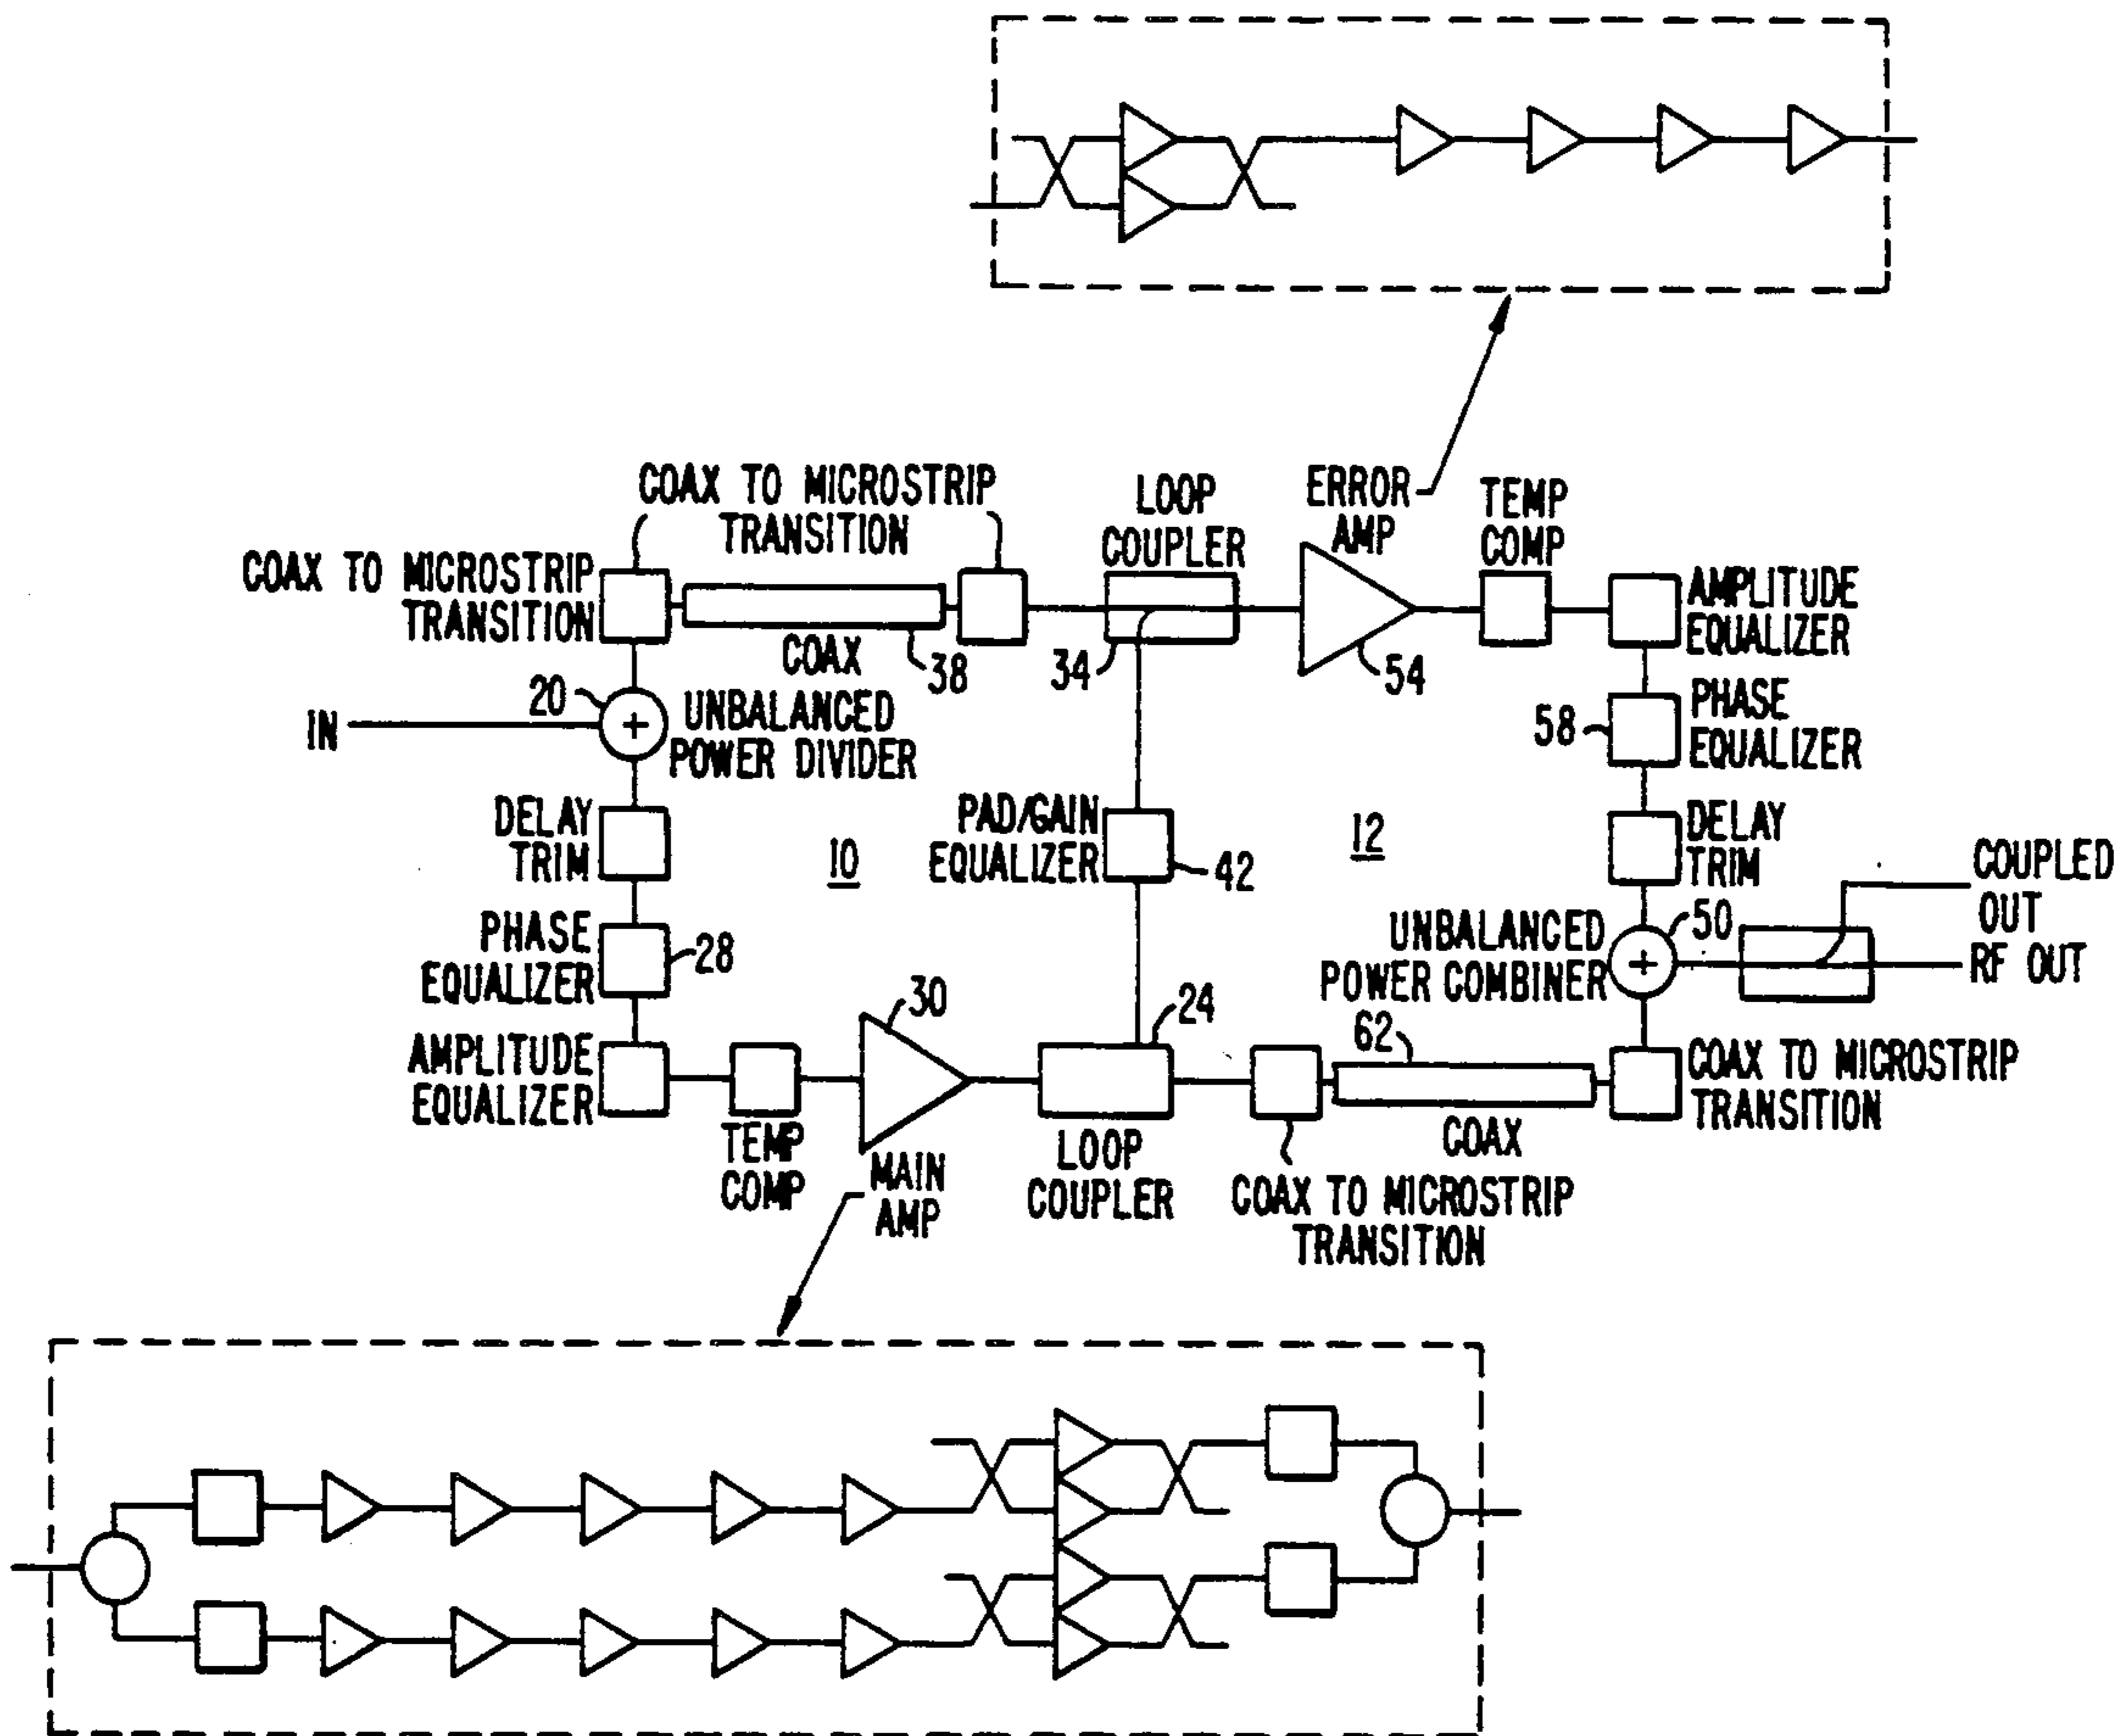 COAX TO MICROSTRIP
TRANSITION
COAX TO MICROSTRIP
TRANSITION
COAX
38
LOOP
COUPLER
34
ERROR
AMP
54
TEMP
COMP
AMPLITUDE
EQUALIZER
IN
20
UNBALANCED
POWER DIVIDER
58
PHASE
EQUALIZER
DELAY
TRIM
10
PAD/GAIN
EQUALIZER
42
12
DELAY
TRIM
COUPLED
OUT
RF OUT
PHASE
EQUALIZER
28
UNBALANCED
POWER COMBINER
50
AMPLITUDE
EQUALIZER
TEMP
COMP
30
MAIN
AMP
24
LOOP
COUPLER
62
COAX
COAX TO MICROSTRIP
TRANSITION
COAX TO MICROSTRIP
TRANSITION